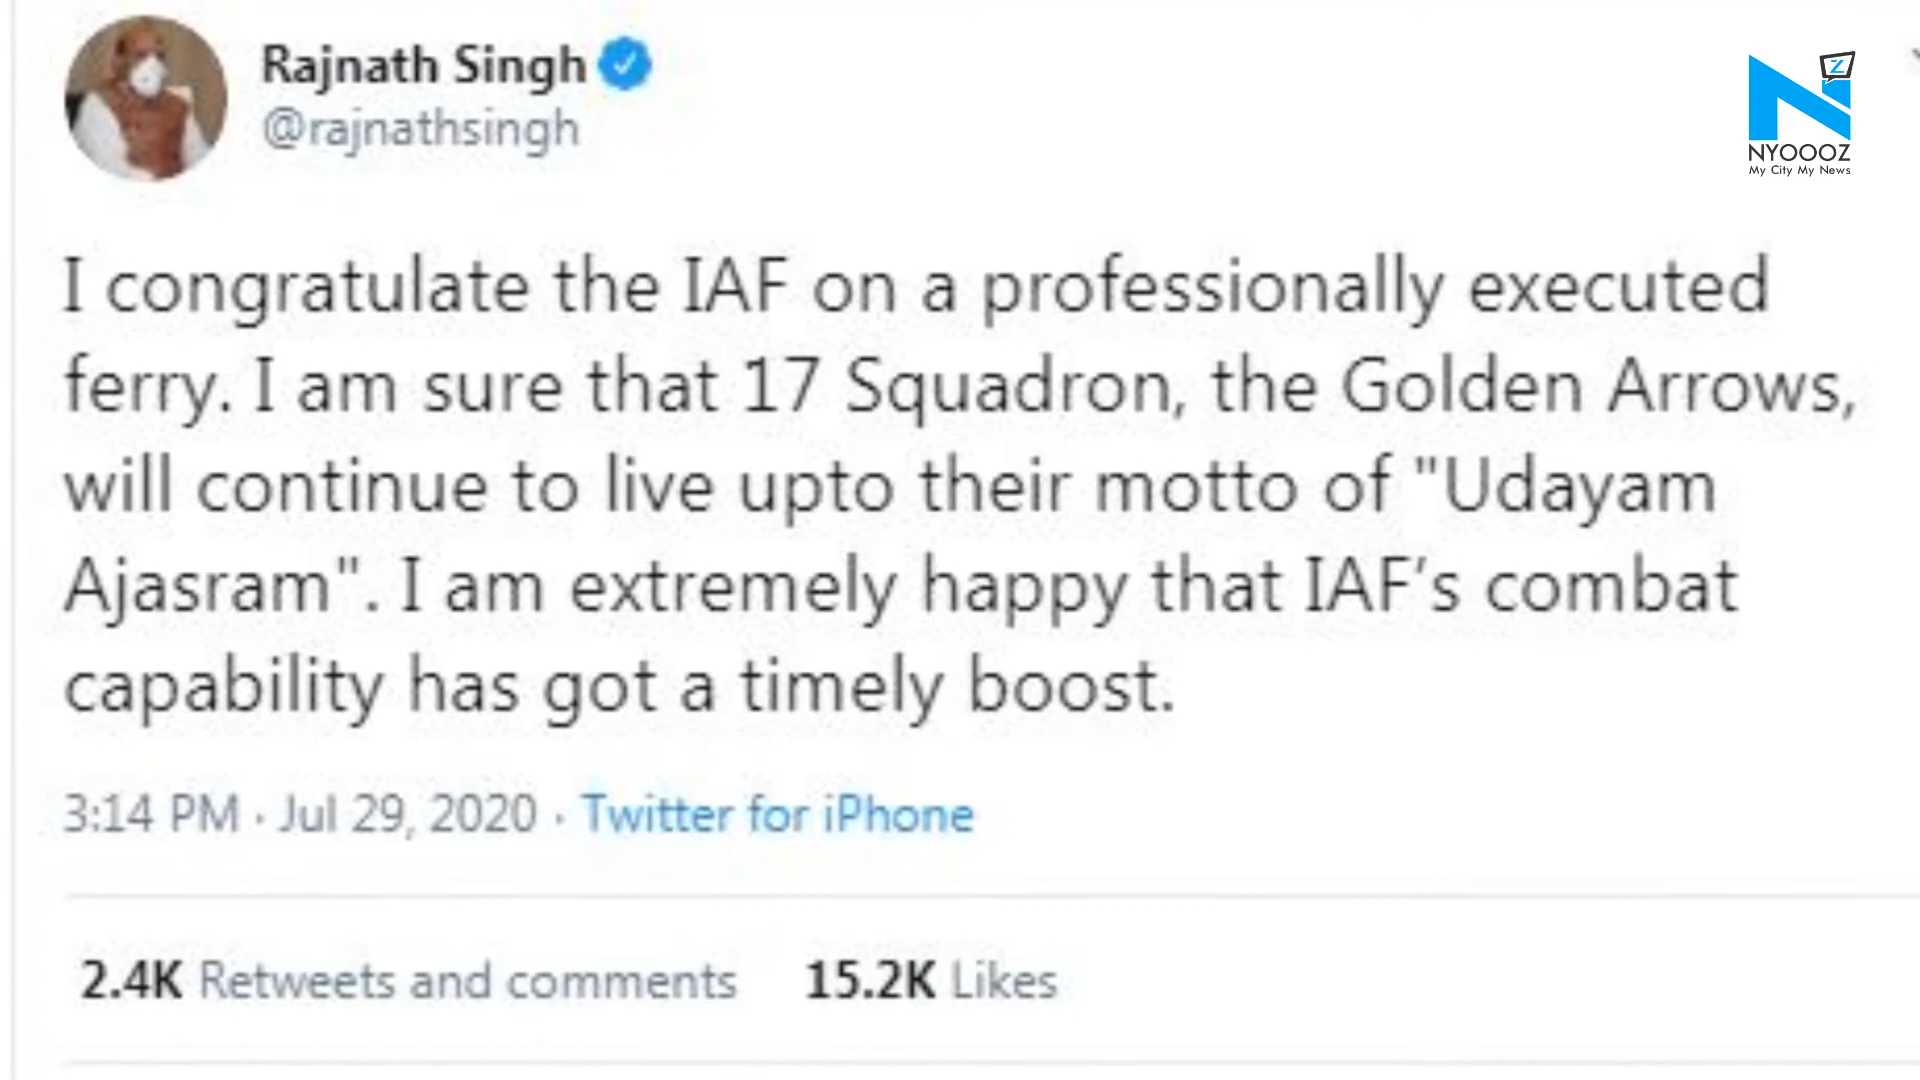 Rajnath Singh
@rajnathsingh
NYOOOZ
My City My News
I congratulate the IAF on a professionally executed
ferry. I am sure that 17 Squadron, the Golden Arrows,
will continue to live upto their motto of "Udayam
Ajasram". I am extremely happy that IAF’s combat
capability has got a timely boost.
3:14 PM · Jul 29, 2020 · Twitter for iPhone
2.4K Retweets and comments 15.2K Likes